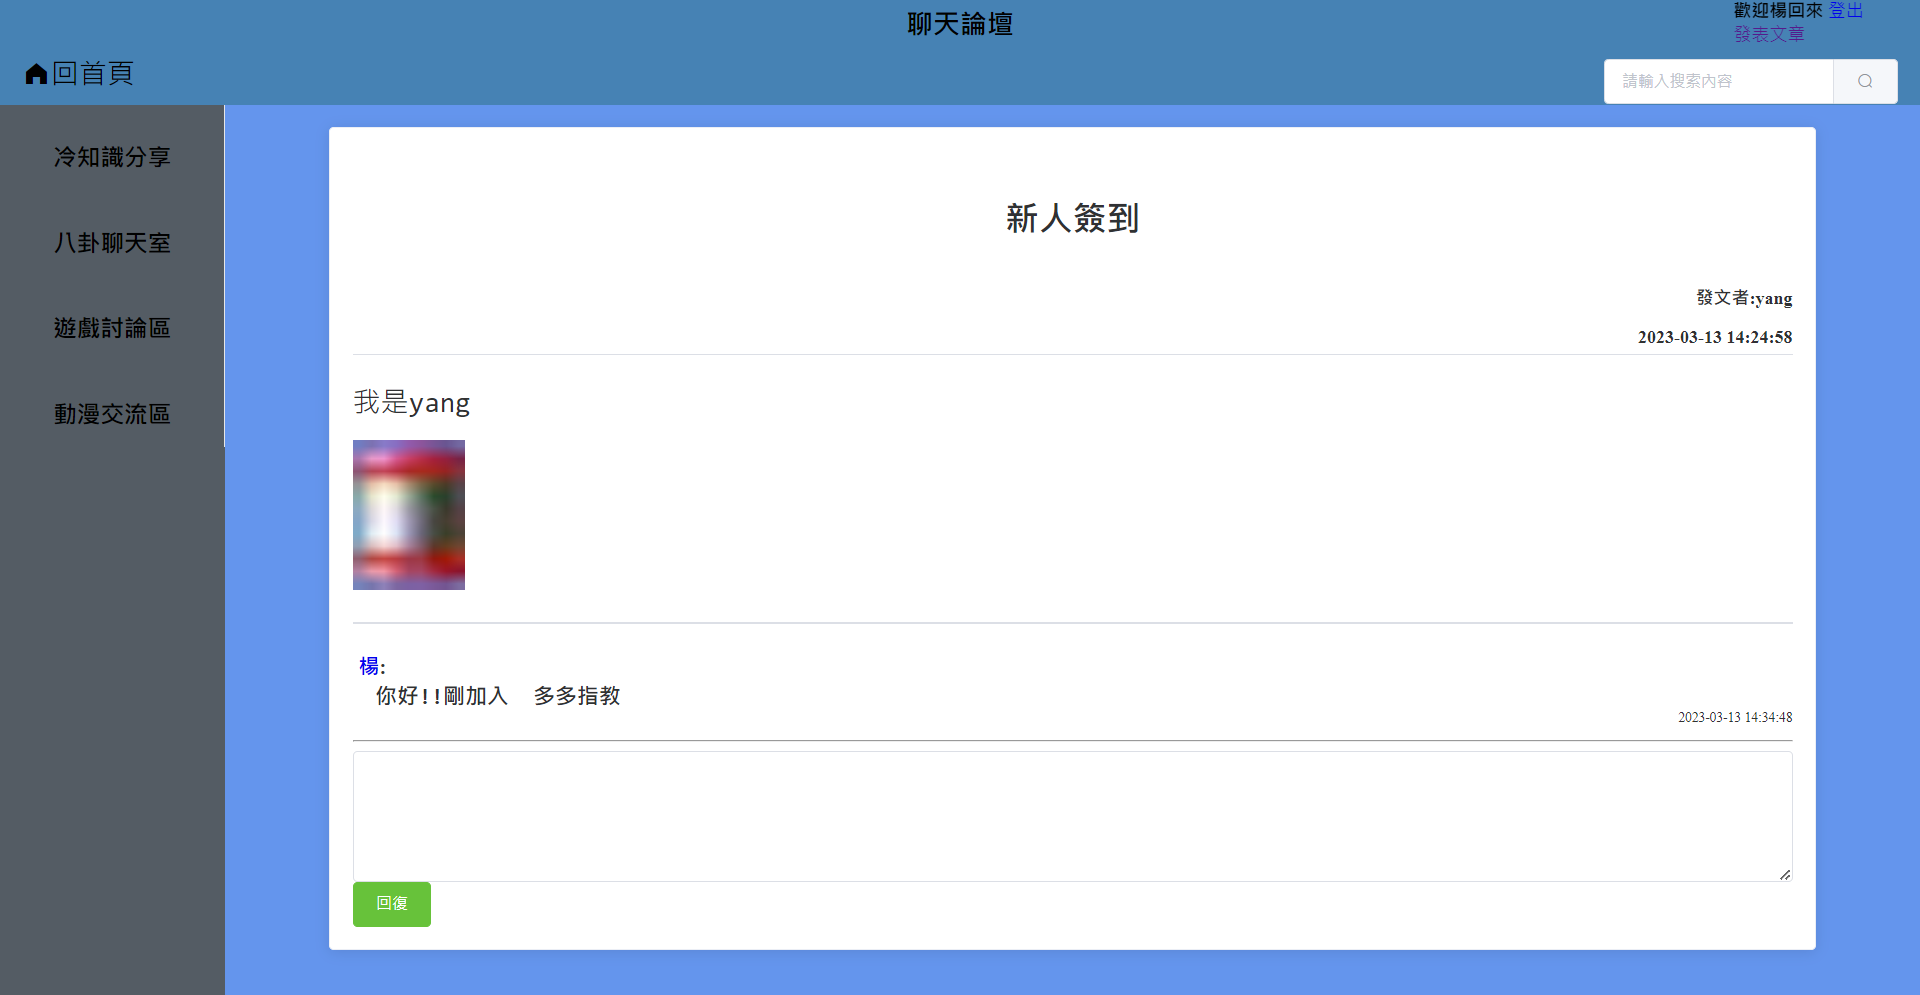 聊天論壇
歡迎楊回來 登出
發表文章
回首頁
請輸入搜索內容
冷知識分享
八卦聊天室
遊戲討論區
動漫交流區
新人簽到
發文者:yang
2023-03-13 14:24:58
我是yang
楊:
你好!!剛加入　多多指教
2023-03-13 14:34:48
回復